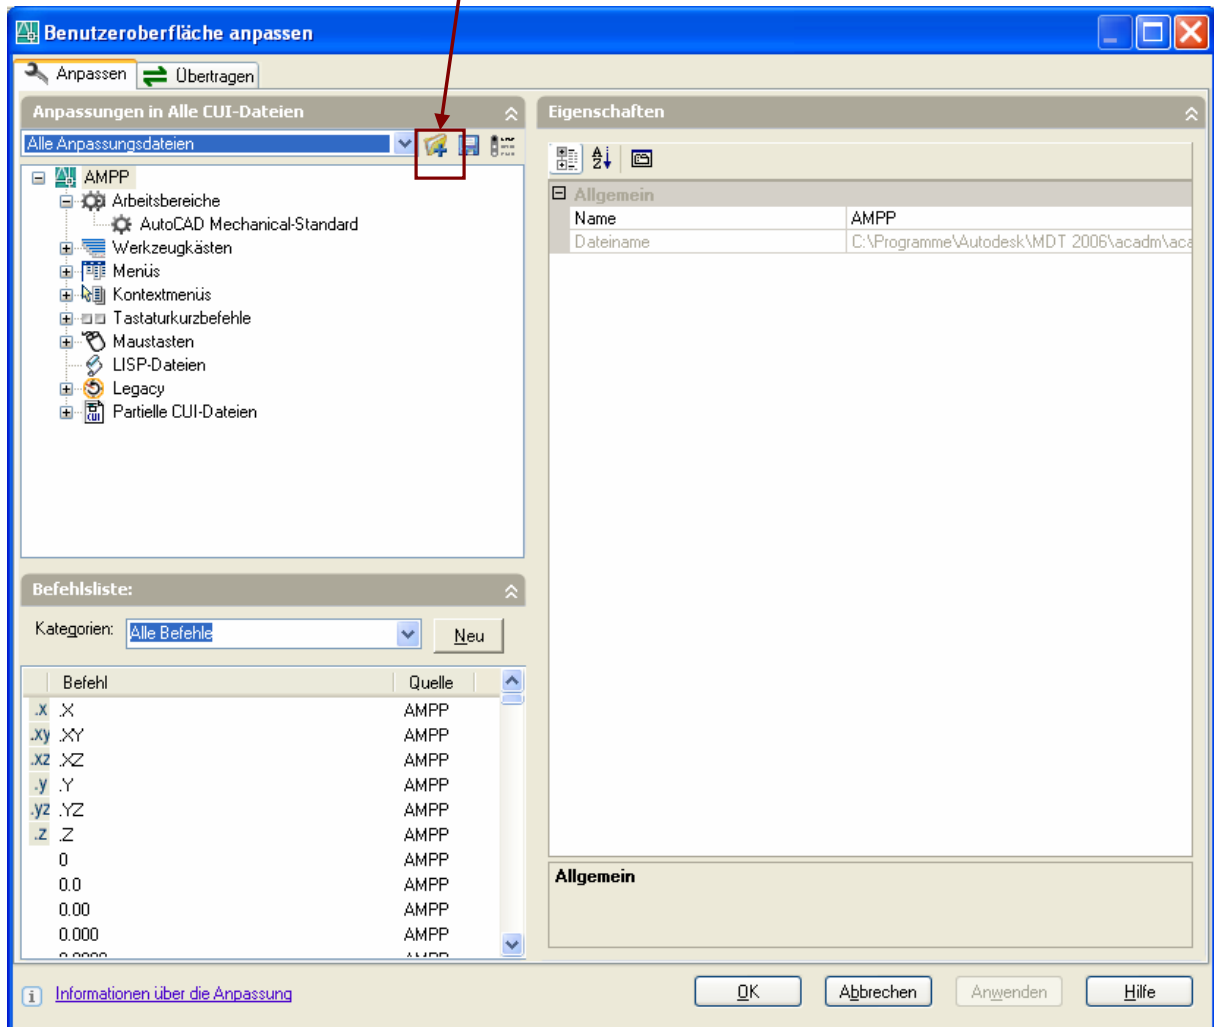 Benutzeroberfläche anpassen
Anpassen Übertragen
Anpassungen in Alle CUI-Dateien
Alle Anpassungsdateien
AMPP
Arbeitsbereiche
AutoCAD Mechanical-Standard
Werkzeugkästen
Menüs
Kontextmenüs
Tastaturkurzbefehle
Maustasten
LISP-Dateien
Legacy
Partielle CUI-Dateien
Befehlsliste:
Kategorien: Alle Befehle Neu
Befehl Quelle
.x .X AMPP
.xy .XY AMPP
.xz .XZ AMPP
.y .Y AMPP
.yz .YZ AMPP
.z .Z AMPP
0 AMPP
0.0 AMPP
0.00 AMPP
0.000 AMPP
0.0000 AMPP
Eigenschaften
Allgemein
Name AMPP
Dateiname C:\Programme\Autodesk\MDT 2006\acadm\aca
Allgemein
Informationen über die Anpassung
OK Abbrechen Anwenden Hilfe